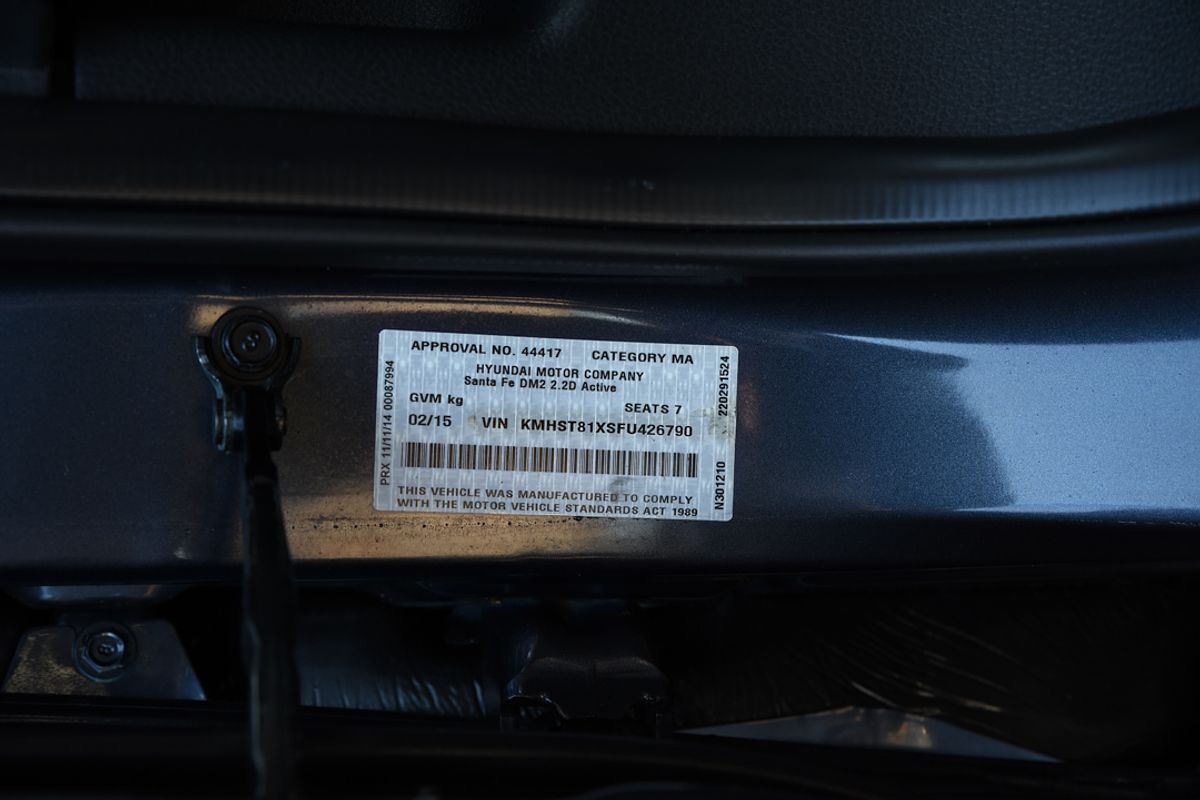 APPROVAL NO. 44417 CATEGORY MA
HYUNDAI MOTOR COMPANY
Santa Fe DM2 2.2D Active
GVM kg
SEATS 7
02/15 VIN KMHST81XSFU426790
THIS VEHICLE WAS MANUFACTURED TO COMPLY
WITH THE MOTOR VEHICLE STANDARDS ACT 1989
PRX 11/11/14 00087994
N301210 220291524